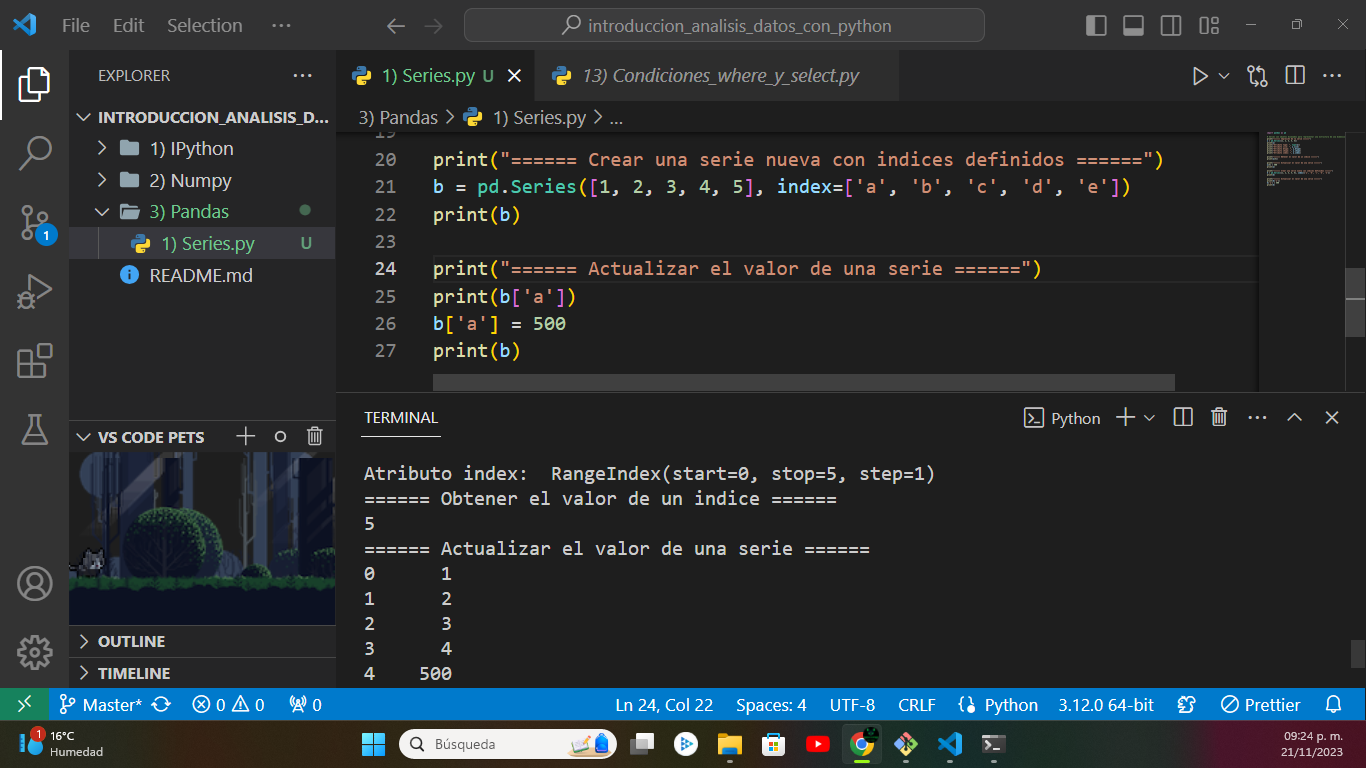 File Edit Selection ···
introduccion_analisis_datos_con_python
EXPLORER ···
INTRODUCCION_ANALISIS_D...
1) IPython
2) Numpy
3) Pandas
1) Series.py U
README.md
VS CODE PETS
OUTLINE
TIMELINE
1
1) Series.py U
13) Condiciones_where_y_select.py
3) Pandas > 1) Series.py > ...
19
20 print("====== Crear una serie nueva con indices definidos ======")
21 b = pd.Series([1, 2, 3, 4, 5], index=['a', 'b', 'c', 'd', 'e'])
22 print(b)
23
24 print("====== Actualizar el valor de una serie ======")
25 print(b['a'])
26 b['a'] = 500
27 print(b)
TERMINAL
Python
Atributo index:  RangeIndex(start=0, stop=5, step=1)
====== Obtener el valor de un indice ======
5
====== Actualizar el valor de una serie ======
0      1
1      2
2      3
3      4
4    500
Master* 0 0 0 Ln 24, Col 22 Spaces: 4 UTF-8 CRLF Python 3.12.0 64-bit Prettier
1
16°C
Humedad
Búsqueda
09:24 p. m.
21/11/2023